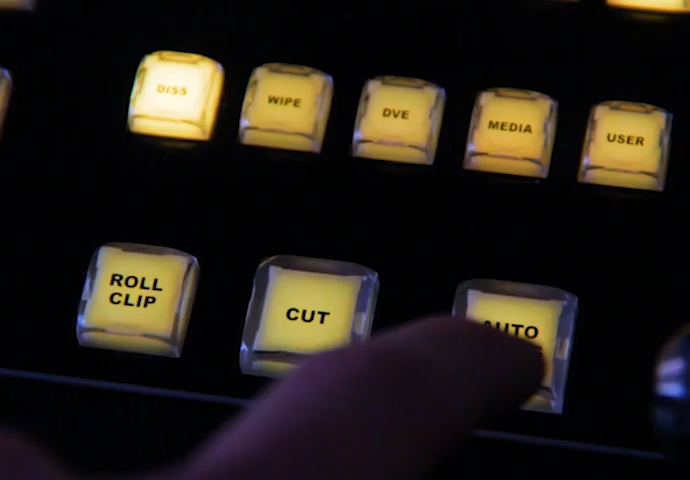 DISS
WIPE
DVE
MEDIA
USER
ROLL
CLIP
CUT
AUTO